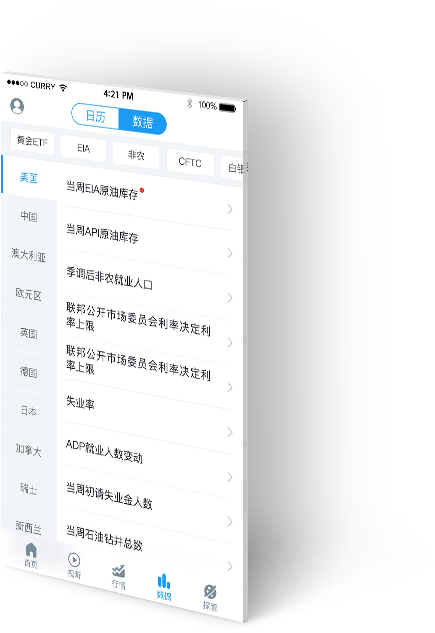 CURRY
4:21 PM
100%
日历
数据
黄金ETF
EIA
非农
CFTC
白银
美国
当周EIA原油库存
中国
当周API原油库存
澳大利亚
季调后非农就业人口
欧元区
联邦公开市场委员会利率决定利
率上限
英国
联邦公开市场委员会利率决定利
率上限
德国
失业率
日本
ADP就业人数变动
加拿大
当周初请失业金人数
瑞士
当周石油钻井总数
新西兰
首页
视听
行情
数据
探索